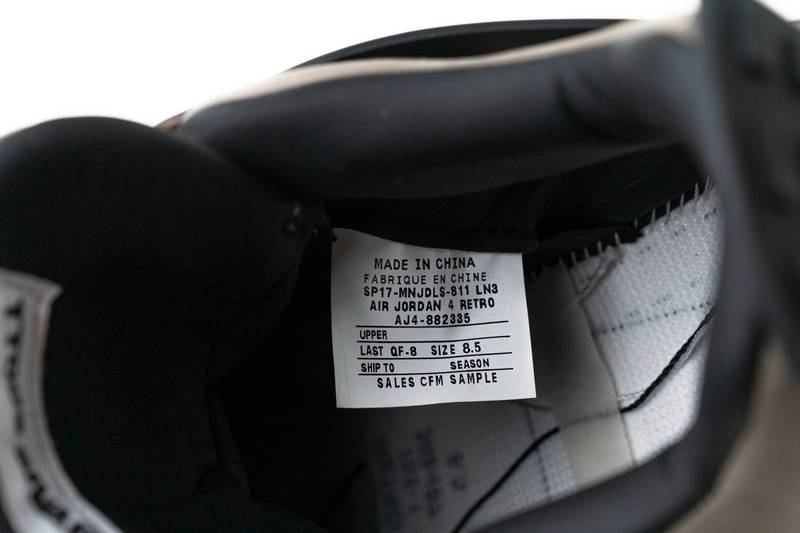 MADE IN CHINA
FABRIQUE EN CHINE
SP17-MNJDLS-811 LN3
AIR JORDAN 4 RETRO
AJ4-882335
UPPER
LAST QF-8 SIZE 8.5
SHIP TO SEASON
SALES CFM SAMPLE